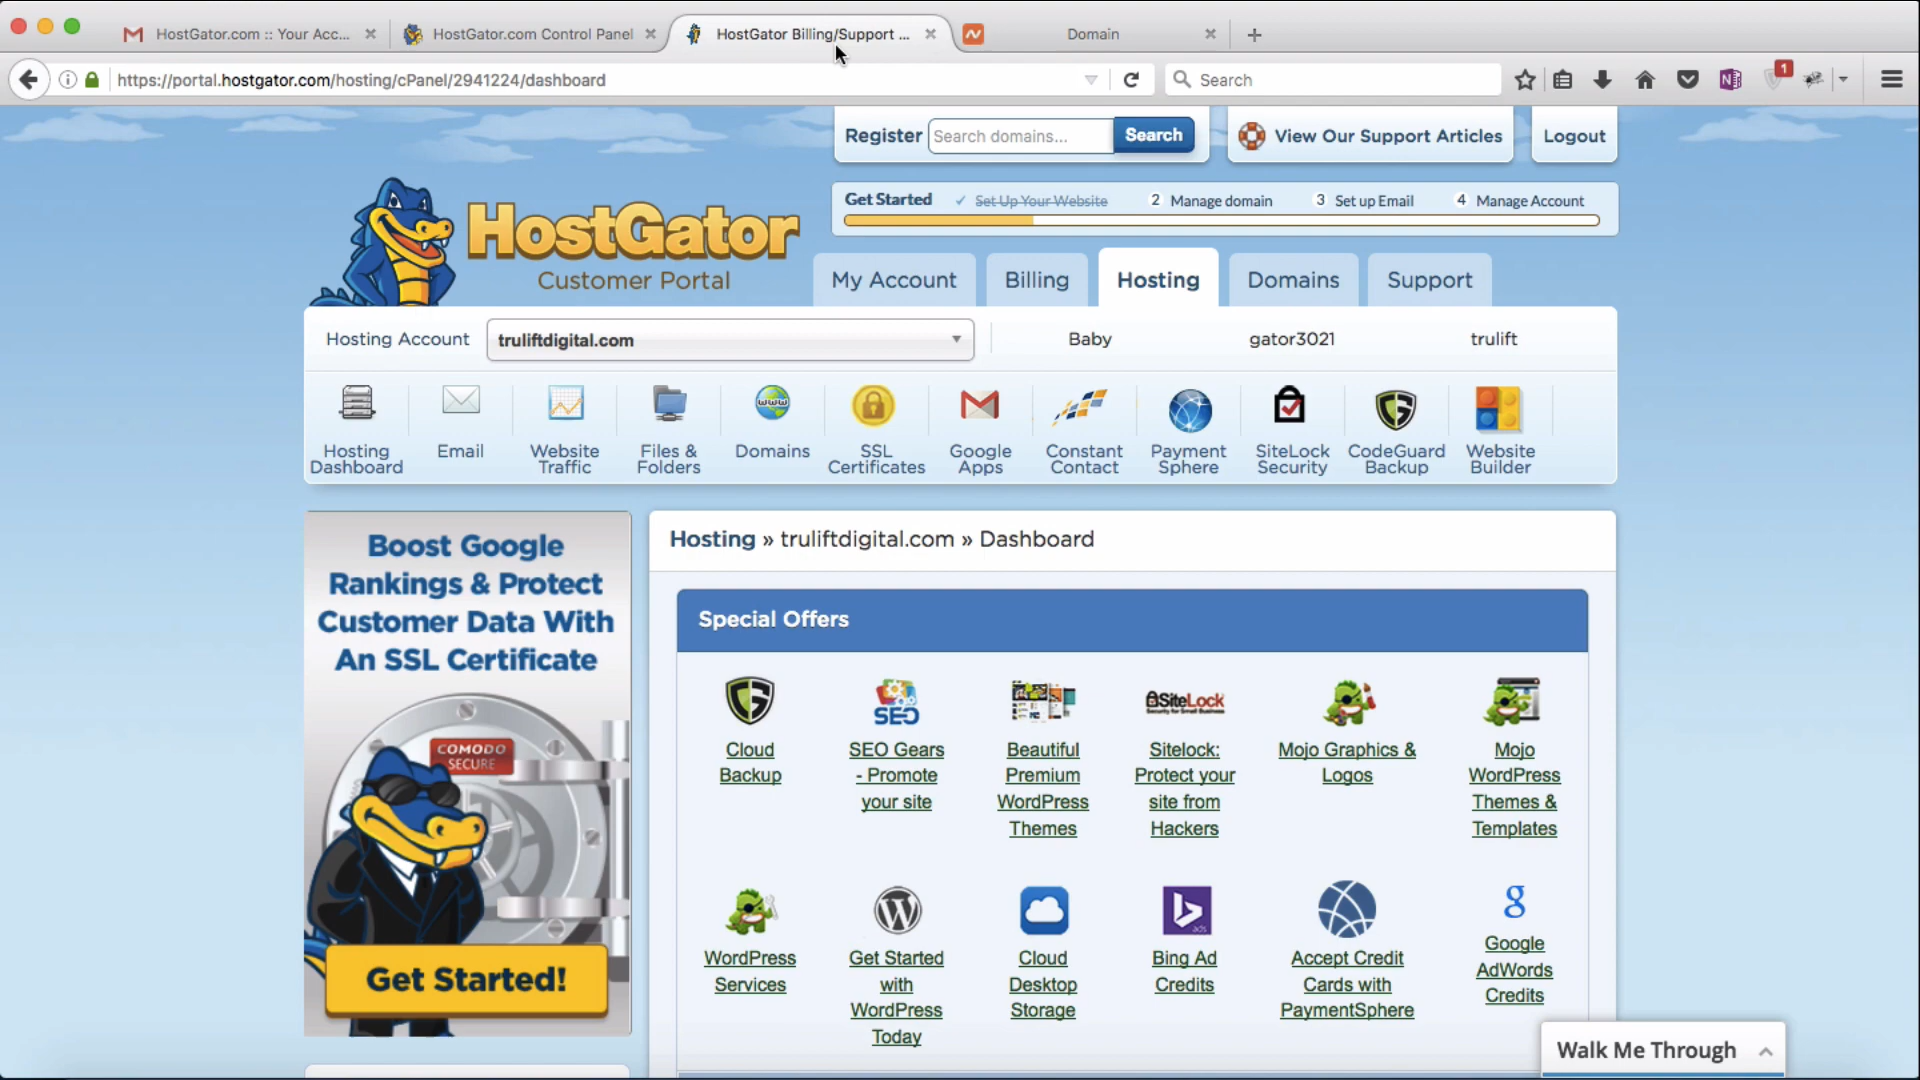 HostGator.com :: Your Acc...
HostGator.com Control Panel
HostGator Billing/Support ...
Domain
https://portal.hostgator.com/hosting/cPanel/2941224/dashboard
Search
1
Register
Search domains...
Search
View Our Support Articles
Logout
Get Started
✓ Set Up Your Website
2 Manage domain
3 Set up Email
4 Manage Account
HostGator
Customer Portal
My Account
Billing
Hosting
Domains
Support
Hosting Account
truliftdigital.com
Baby
gator3021
trulift
Hosting
Dashboard
Email
Website
Traffic
Files &
Folders
www
Domains
SSL
Certificates
Google
Apps
Constant
Contact
Payment
Sphere
SiteLock
Security
CodeGuard
Backup
Website
Builder
Boost Google
Rankings & Protect
Customer Data With
An SSL Certificate
COMODO
SECURE
Get Started!
Hosting » truliftdigital.com » Dashboard
Special Offers
Cloud
Backup
SEO
SEO Gears
- Promote
your site
Beautiful
Premium
WordPress
Themes
SiteLock
Security for Small Business
Sitelock:
Protect your
site from
Hackers
Mojo Graphics &
Logos
Mojo
WordPress
Themes &
Templates
WordPress
Services
Get Started
with
WordPress
Today
Cloud
Desktop
Storage
ads
Bing Ad
Credits
Accept Credit
Cards with
PaymentSphere
g
Google
AdWords
Credits
Walk Me Through